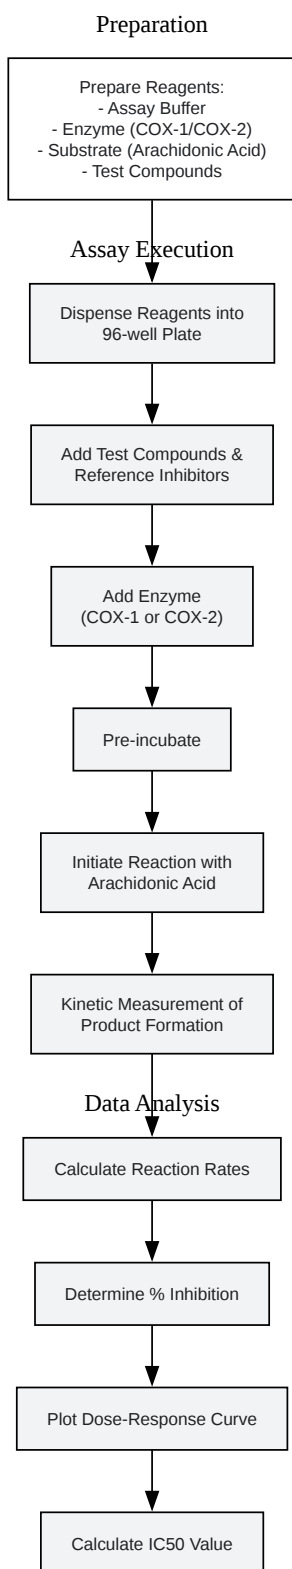 Preparation
Prepare Reagents:
- Assay Buffer
- Enzyme (COX-1/COX-2)
- Substrate (Arachidonic Acid)
- Test Compounds
Assay Execution
Dispense Reagents into
96-well Plate
Add Test Compounds &
Reference Inhibitors
Add Enzyme
(COX-1 or COX-2)
Pre-incubate
Initiate Reaction with
Arachidonic Acid
Kinetic Measurement of
Product Formation
Data Analysis
Calculate Reaction Rates
Determine % Inhibition
Plot Dose-Response Curve
Calculate IC50 Value